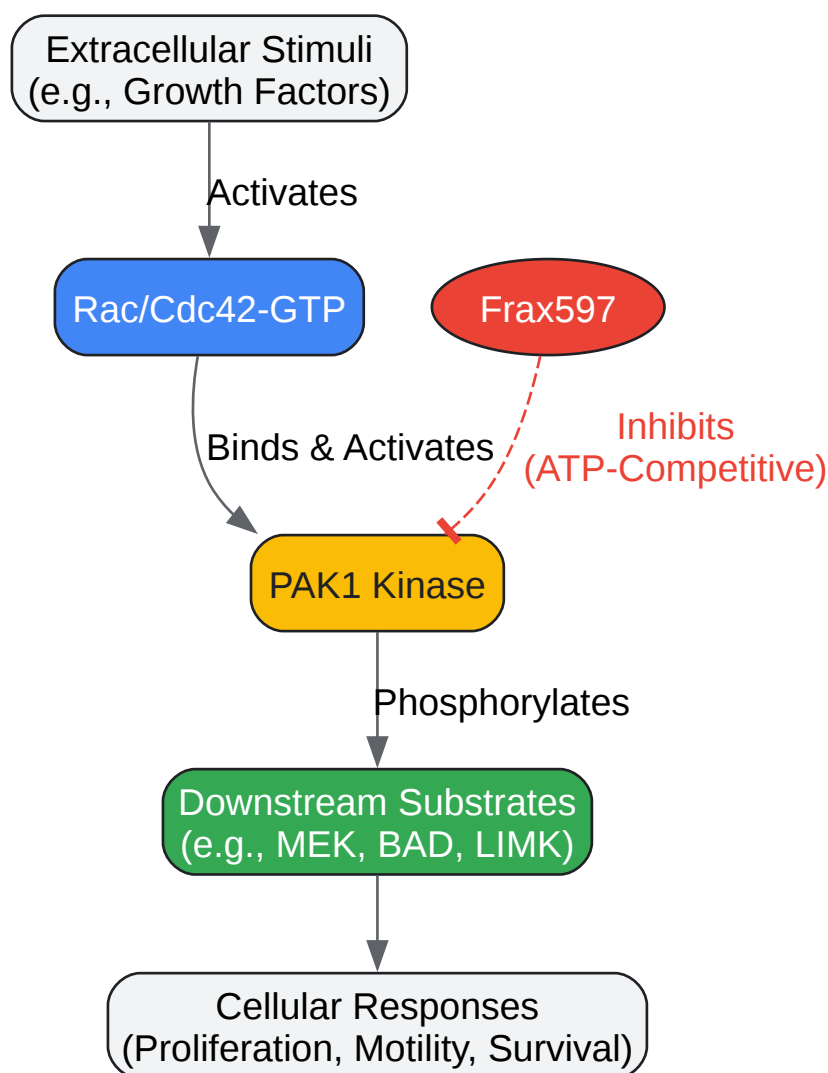 Extracellular Stimuli
(e.g., Growth Factors)
Activates
Rac/Cdc42-GTP
Frax597
Binds & Activates
Inhibits
(ATP-Competitive)
PAK1 Kinase
Phosphorylates
Downstream Substrates
(e.g., MEK, BAD, LIMK)
Cellular Responses
(Proliferation, Motility, Survival)